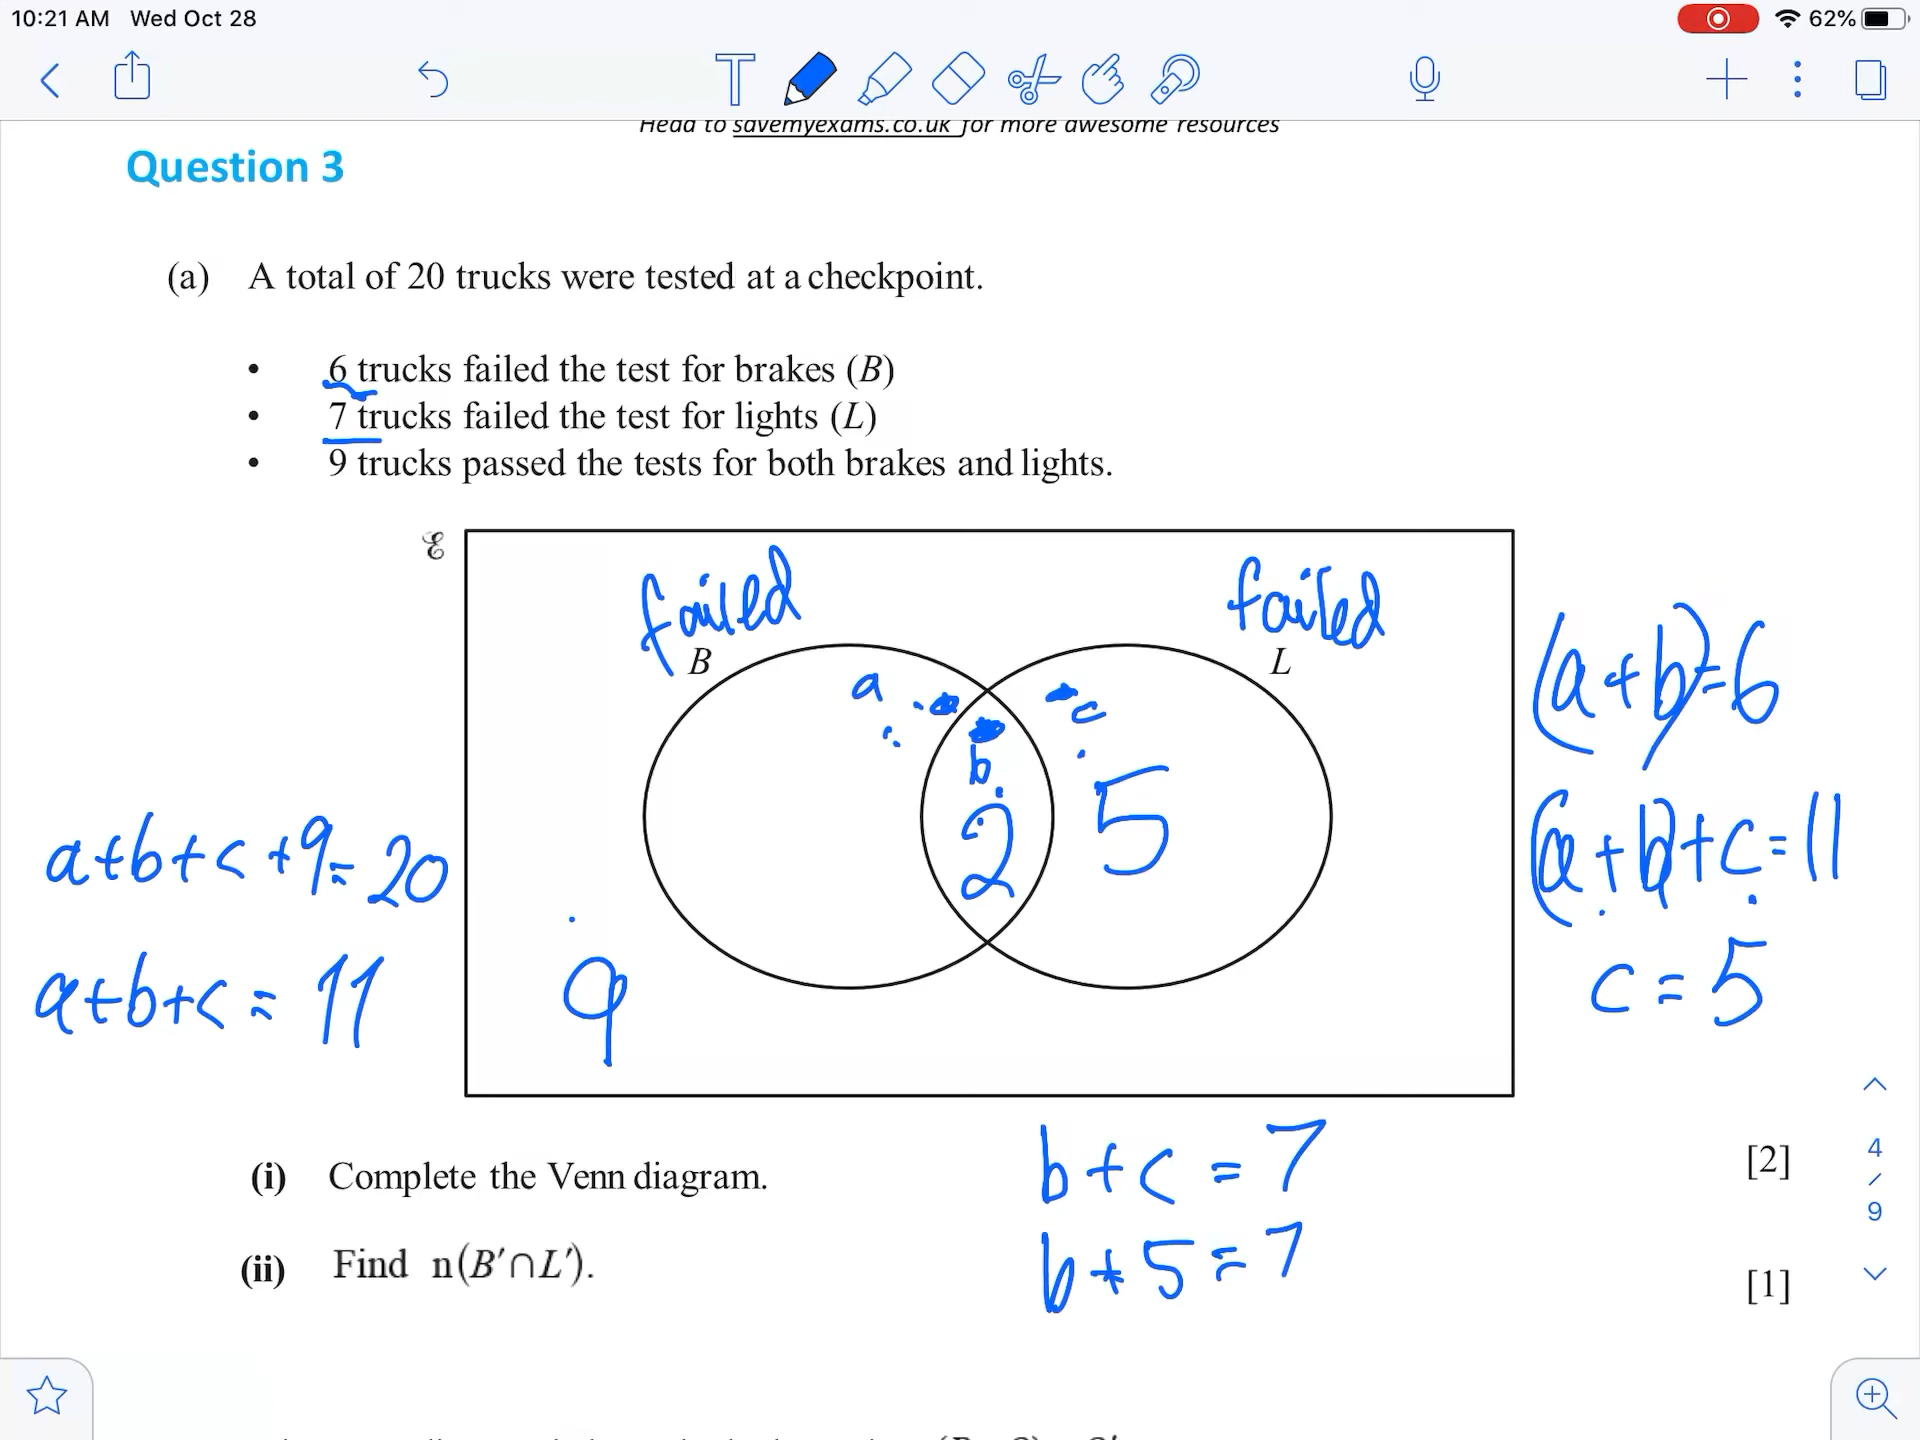 10:21 AM Wed Oct 28
62%
Head to savemyexams.co.uk for more awesome resources
Question 3
(a) A total of 20 trucks were tested at a checkpoint.
• 6 trucks failed the test for brakes (B)
• 7 trucks failed the test for lights (L)
• 9 trucks passed the tests for both brakes and lights.
ℰ
failed
failed
B
L
a
c
b
2
5
9
(a+b)=6
(a+b)+c=11
c=5
a+b+c+9=20
a+b+c=11
b+c=7
b+5=7
(i) Complete the Venn diagram.
[2]
(ii) Find n(B′∩L′).
[1]
4
/
9